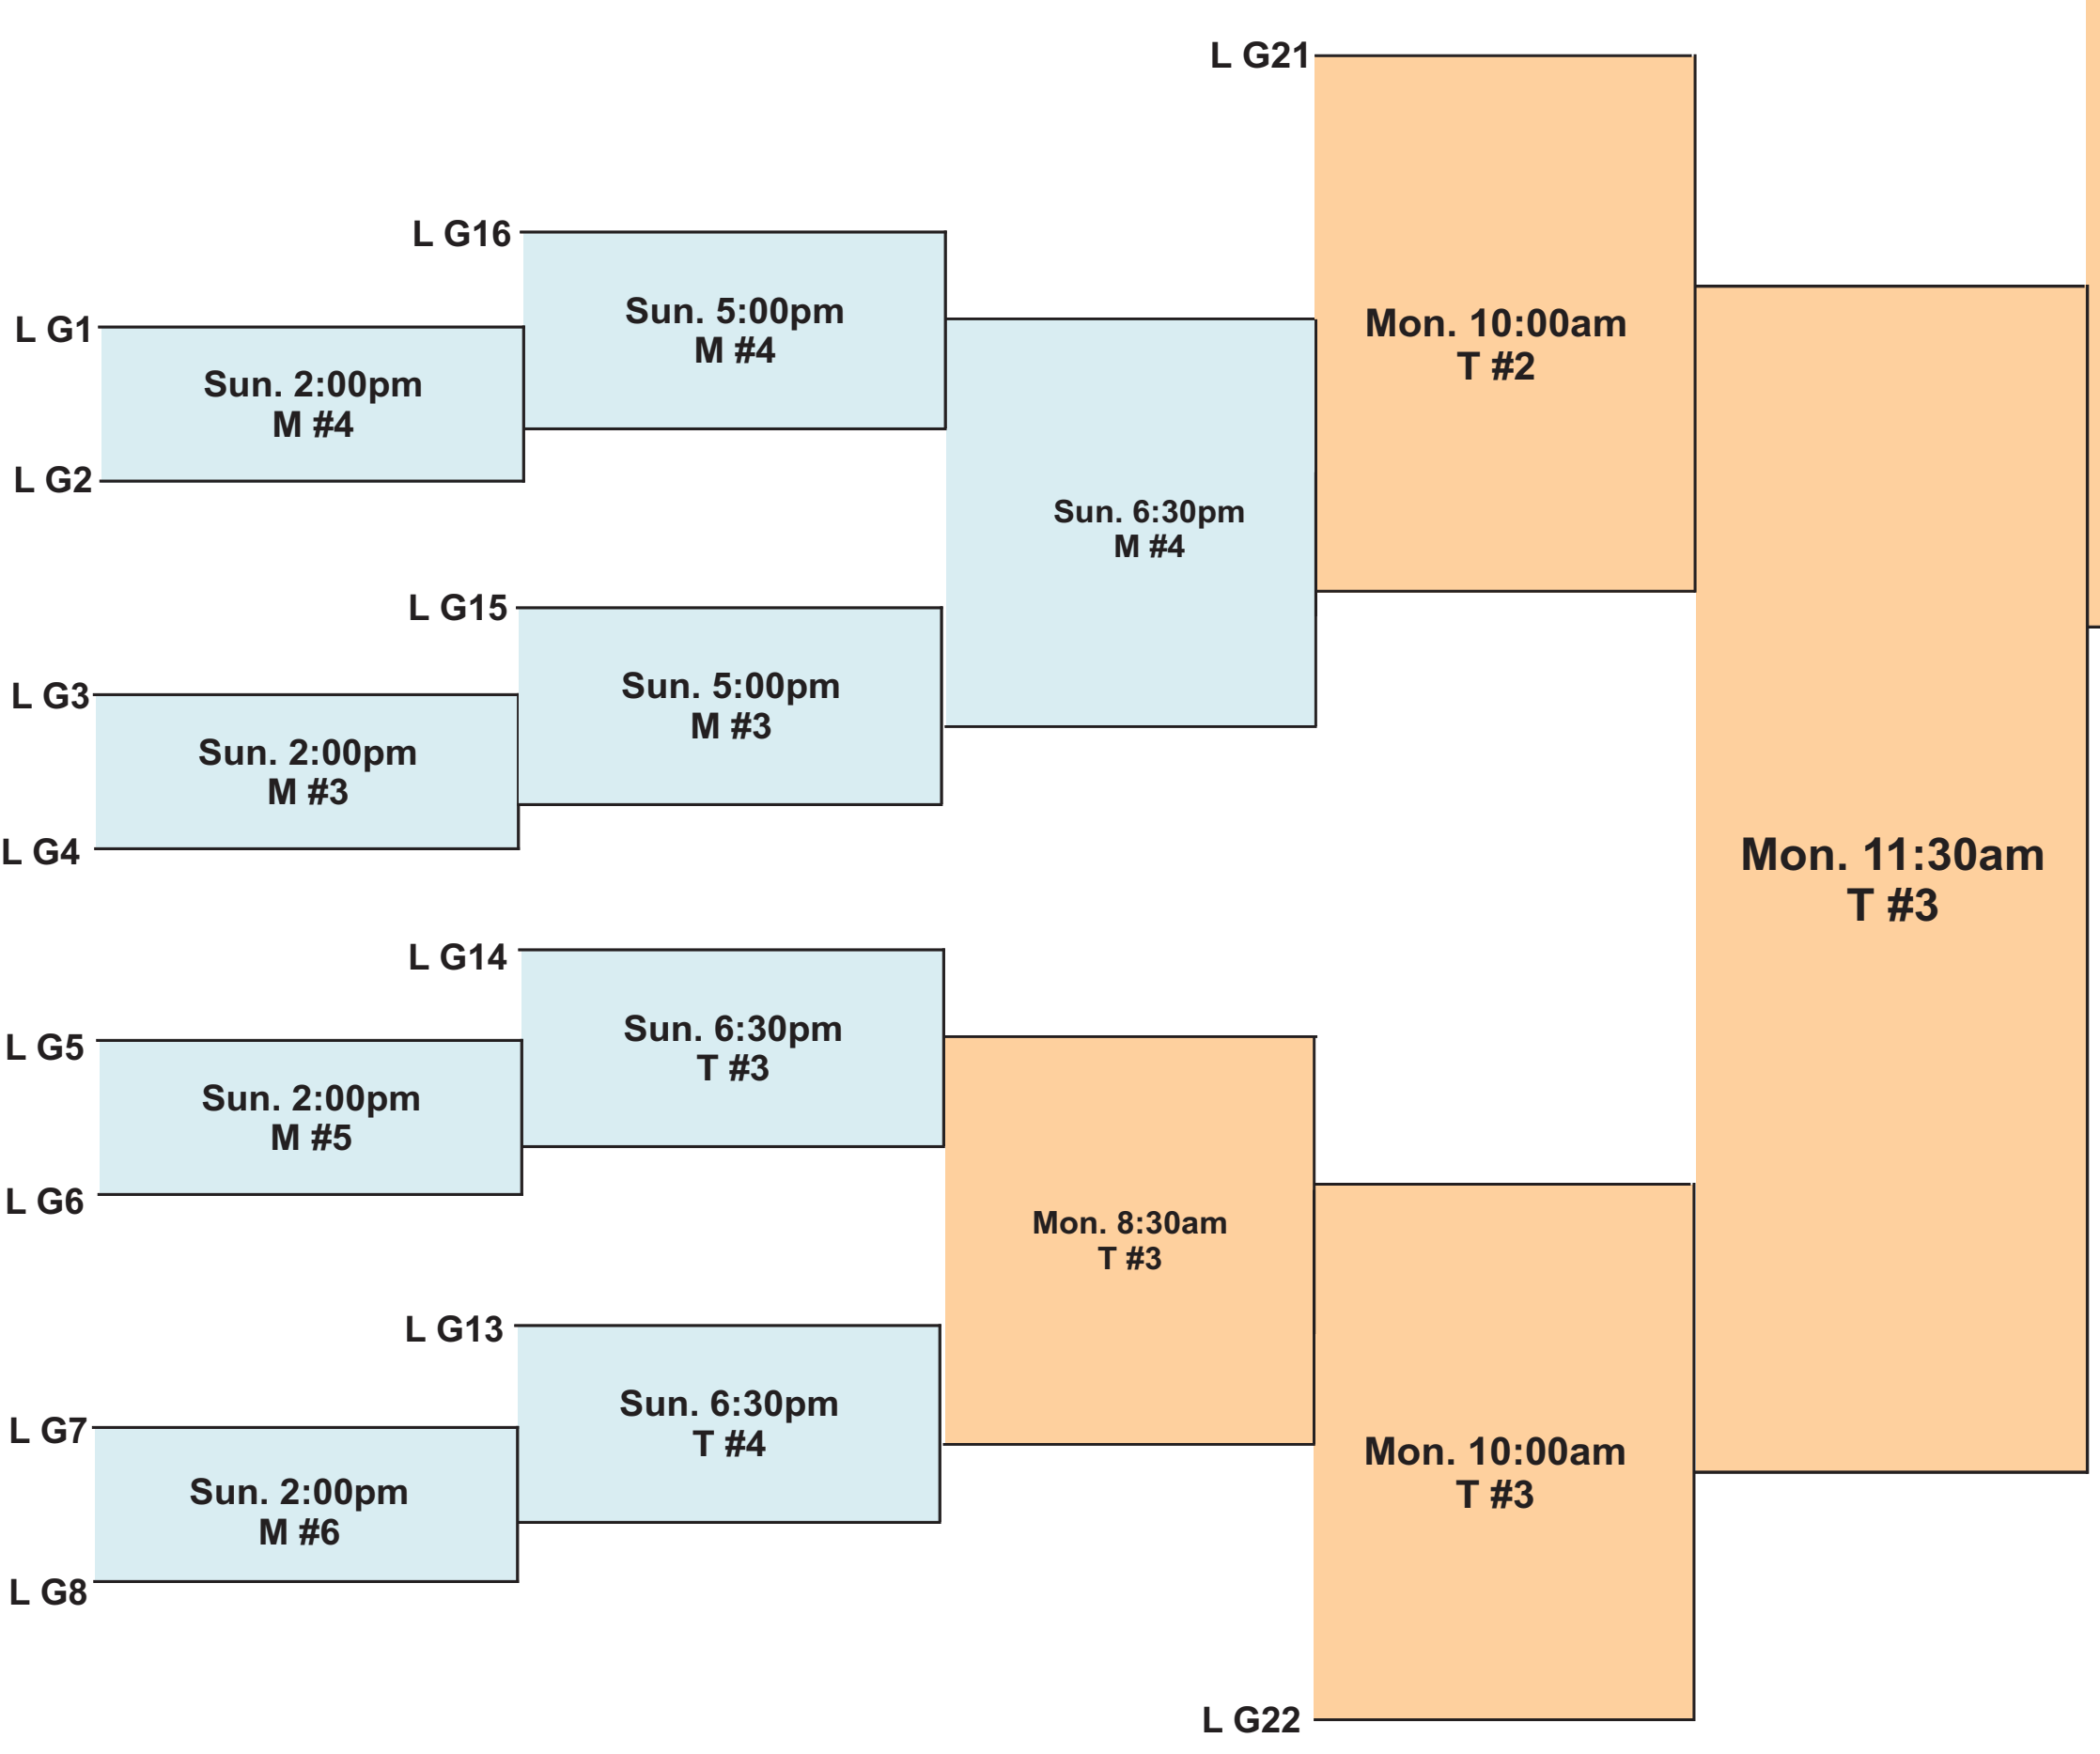 L G21
L G16
Sun. 5:00pm
M #4
L G1
Sun. 2:00pm
M #4
L G2
Mon. 10:00am
T #2
Sun. 6:30pm
M #4
L G15
Sun. 5:00pm
M #3
L G3
Sun. 2:00pm
M #3
L G4
Mon. 11:30am
T #3
L G14
Sun. 6:30pm
T #3
L G5
Sun. 2:00pm
M #5
L G6
Mon. 8:30am
T #3
L G13
Sun. 6:30pm
T #4
L G7
Sun. 2:00pm
M #6
L G8
Mon. 10:00am
T #3
L G22